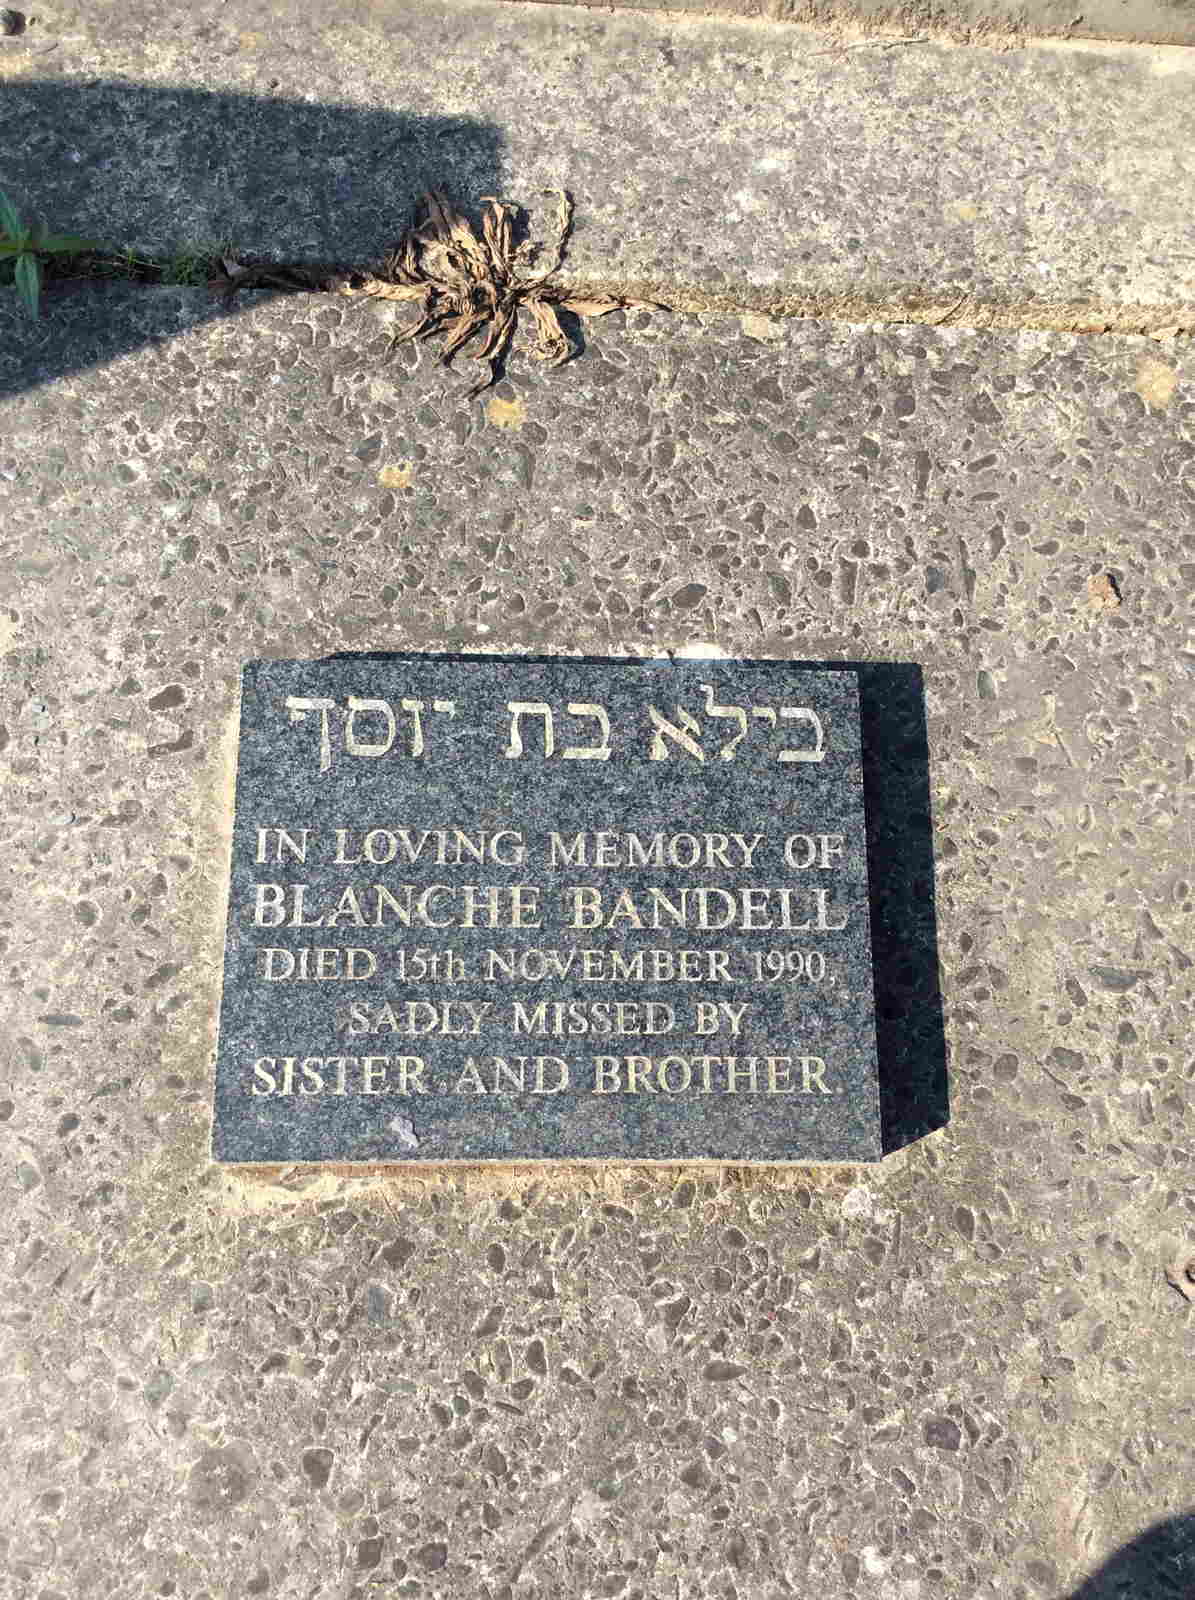 בילא בת יוסף
IN LOVING MEMORY OF
BLANCHE BANDELL
DIED 15th NOVEMBER 1990,
SADLY MISSED BY
SISTER AND BROTHER